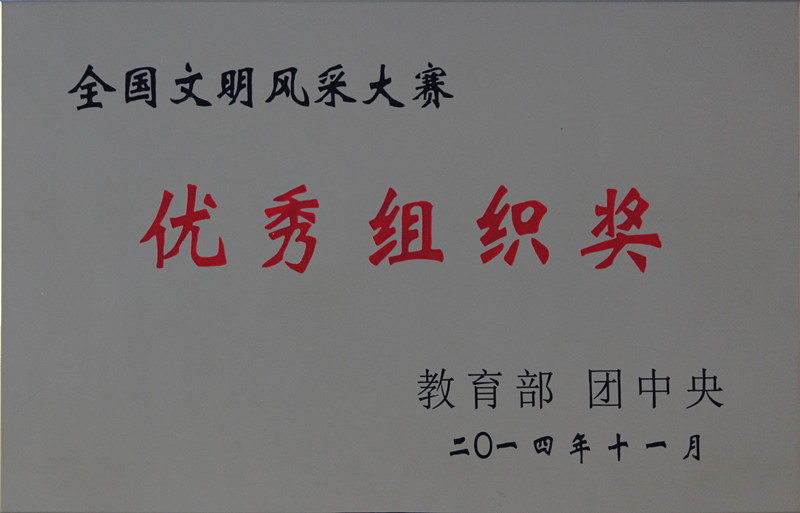 全国文明风采大赛
优秀组织奖
教育部 团中央
二〇一四年十一月